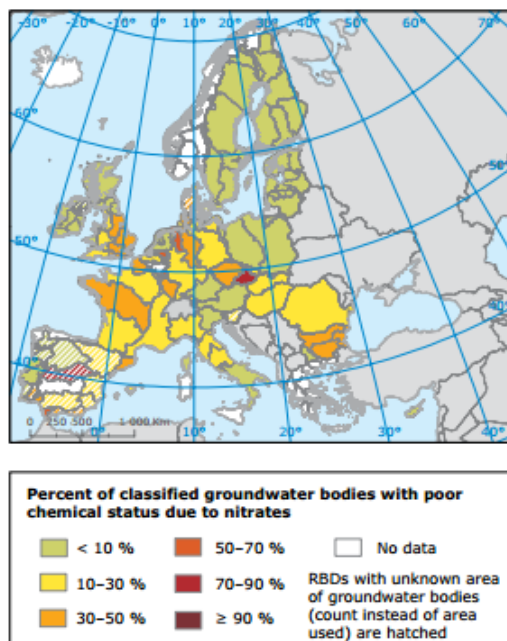 -30° -20° -10° 0° 10° 20° 30° 40° 50° 60° 70°
60°
50°
40°
0 250 500 1 000 Km
0° 10° 20° 30° 40°
Percent of classified groundwater bodies with poor
chemical status due to nitrates
< 10 % 50–70 % No data
10–30 % 70–90 % RBDs with unknown area
of groundwater bodies
30–50 % ≥ 90 % (count instead of area
used) are hatched